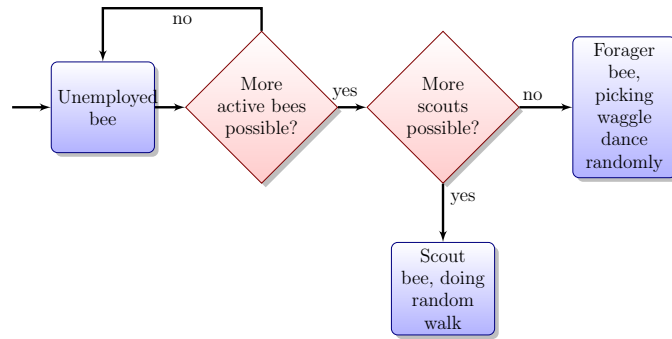 no
Unemployed
bee
More
active bees
possible?
yes
More
scouts
possible?
no
Forager
bee,
picking
waggle
dance
randomly
yes
Scout
bee, doing
random
walk